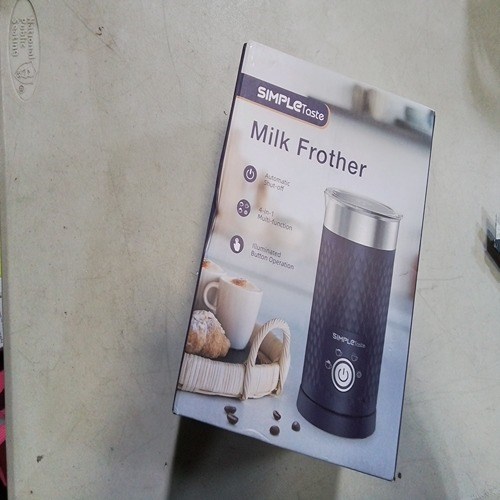 SIMPLETaste
Milk Frother
Automatic
Shut off
4-in-1
Multi-function
Illuminated
Button Operation
SIMPLETaste